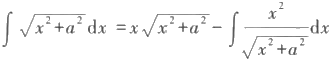 ∫ √(x²+a²) dx = x√(x²+a²) − ∫ x²/√(x²+a²) dx